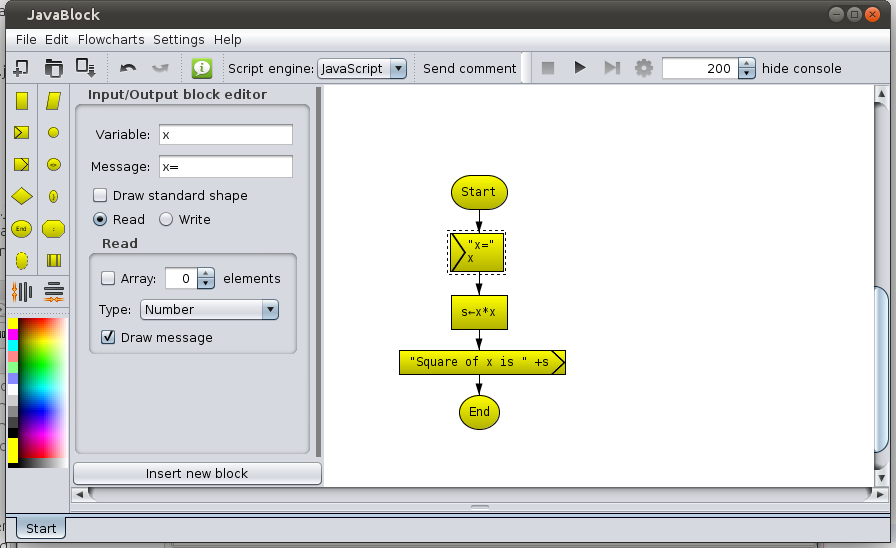 JavaBlock
File Edit Flowcharts Settings Help
Script engine: JavaScript Send comment 200 hide console
Input/Output block editor
Variable: x
Message: x=
Draw standard shape
Read Write
Read
Array: 0 elements
Type: Number
Draw message
Insert new block
End
Start
"x="
x
s←x*x
"Square of x is " +s
End
Start